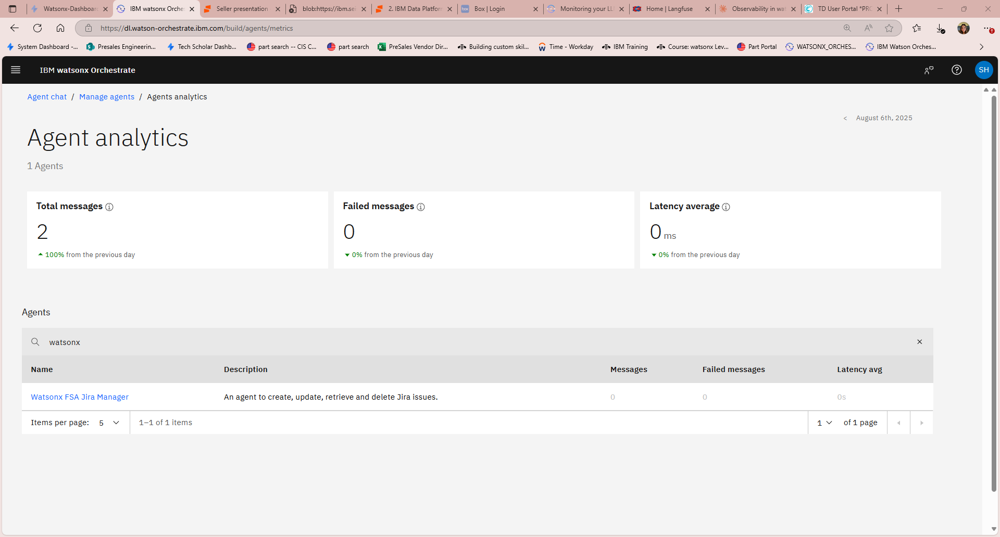 Watsonx-Dashboard
IBM watsonx Orche
Seller presentation
blob:https://ibm.sei
2. IBM Data Platform
Box | Login
Monitoring your LL
Home | Langfuse
Observability in wat
TD User Portal *PRC
https://dl.watson-orchestrate.ibm.com/build/agents/metrics
System Dashboard -...
Presales Engineerin...
Tech Scholar Dashb...
part search -- CIS C...
part search
PreSales Vendor Dir...
Building custom skil...
Time - Workday
IBM Training
Course: watsonx Lev...
Part Portal
WATSONX_ORCHES...
IBM Watson Orches...
IBM watsonx Orchestrate
SH
Agent chat / Manage agents / Agents analytics
< August 6th, 2025
Agent analytics
1 Agents
Total messages
2
100% from the previous day
Failed messages
0
0% from the previous day
Latency average
0 ms
0% from the previous day
Agents
watsonx
Name Description Messages Failed messages Latency avg
Watsonx FSA Jira Manager An agent to create, update, retrieve and delete Jira issues. 0 0 0s
Items per page: 5 1–1 of 1 items 1 of 1 page